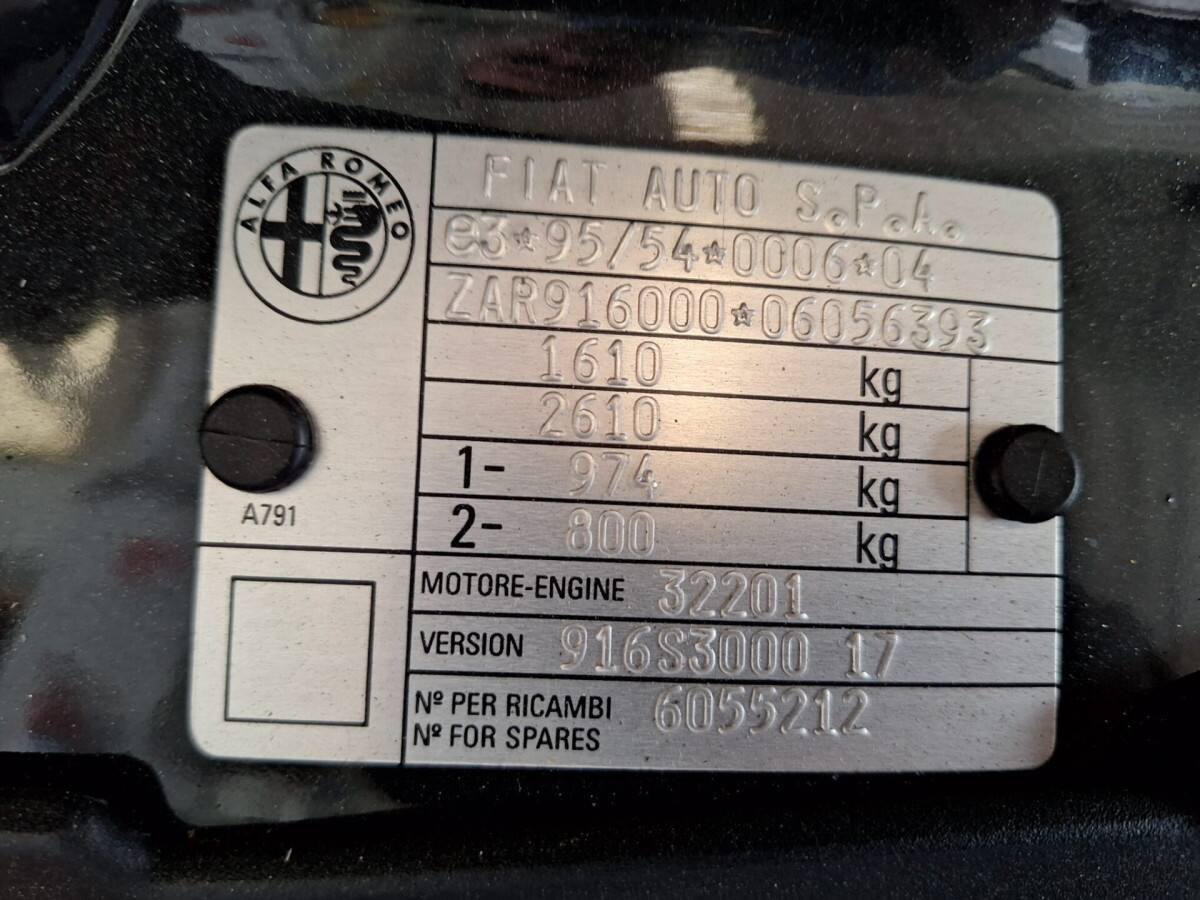 ALFA ROMEO
FIAT AUTO S.P.A.
e3*95/54*0006*04
ZAR916000*06056393
1610 kg
2610 kg
1- 974 kg
2- 800 kg
A791
MOTORE-ENGINE 32201
VERSION 916S3000 17
Nº PER RICAMBI 6055212
Nº FOR SPARES